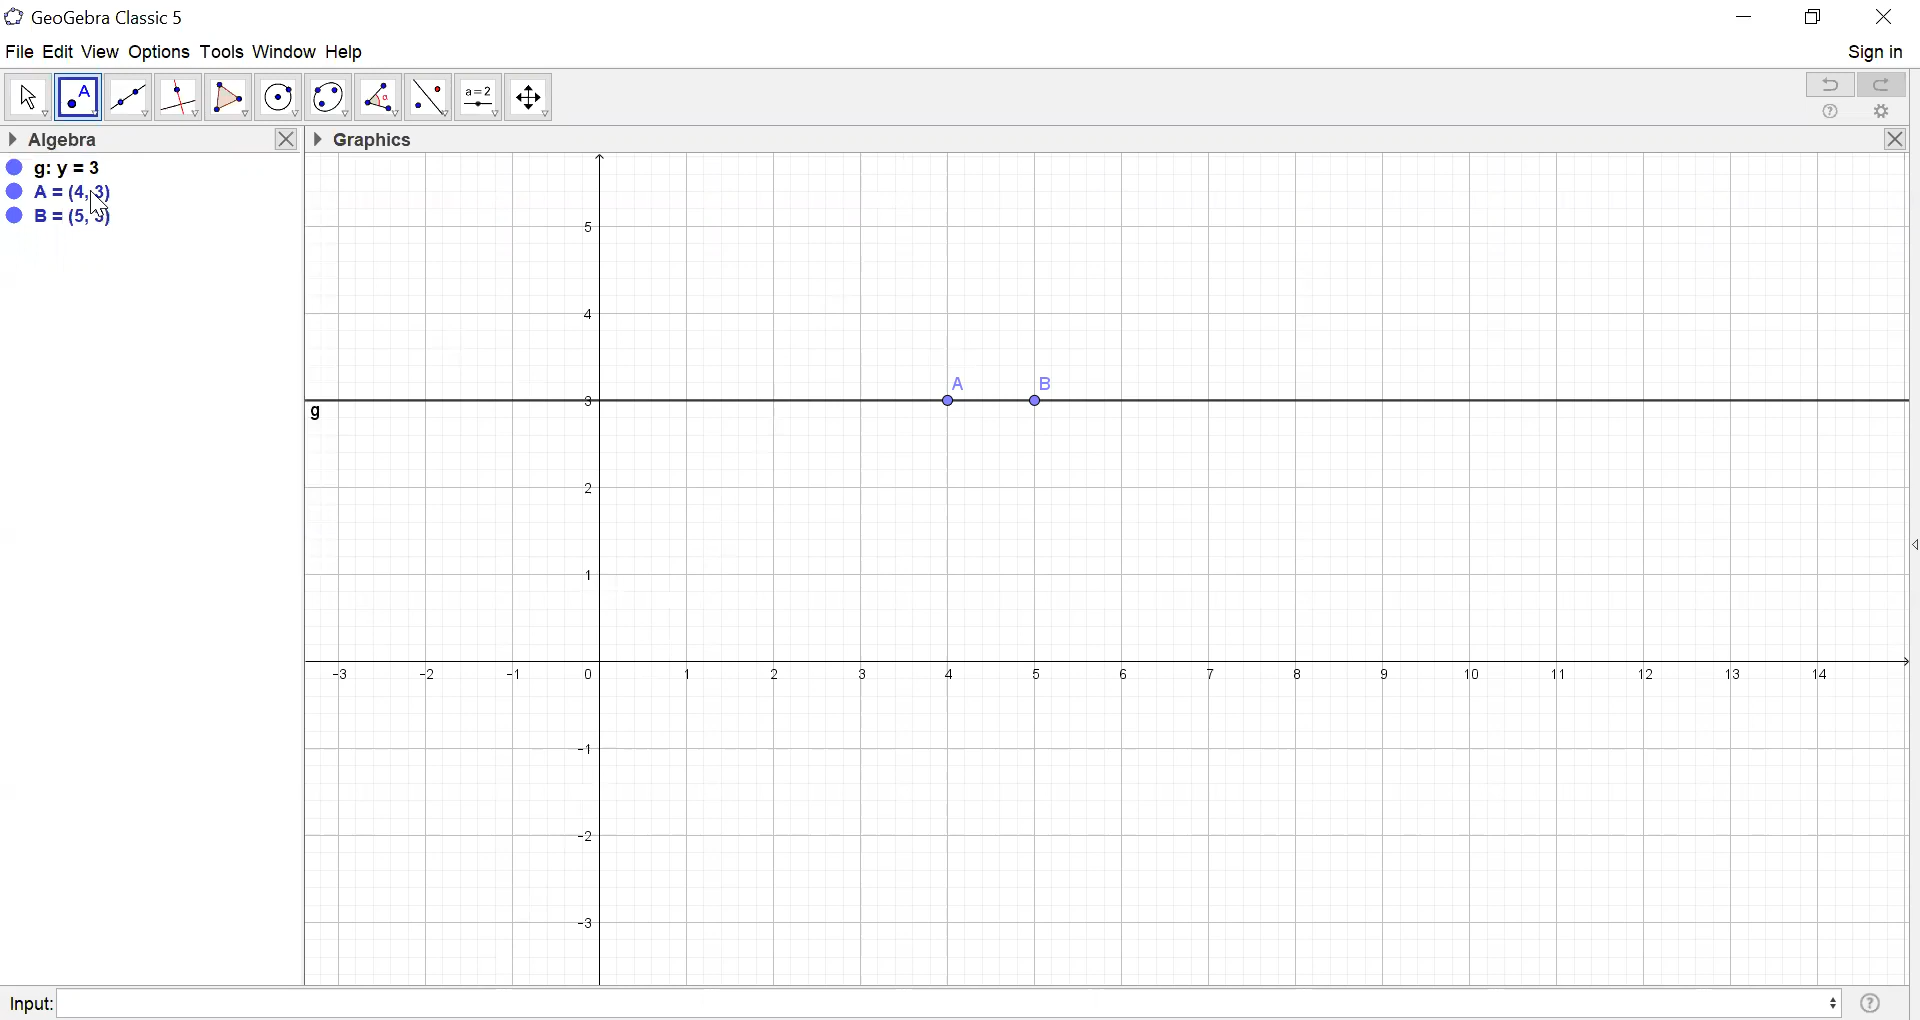 GeoGebra Classic 5
File Edit View Options Tools Window Help
Sign in
A
a=2
Algebra
Graphics
g: y = 3
A = (4, 3)
B = (5, 3)
5
4
A
B
3
g
2
1
-3 -2 -1 0 1 2 3 4 5 6 7 8 9 10 11 12 13 14
-1
-2
-3
Input: